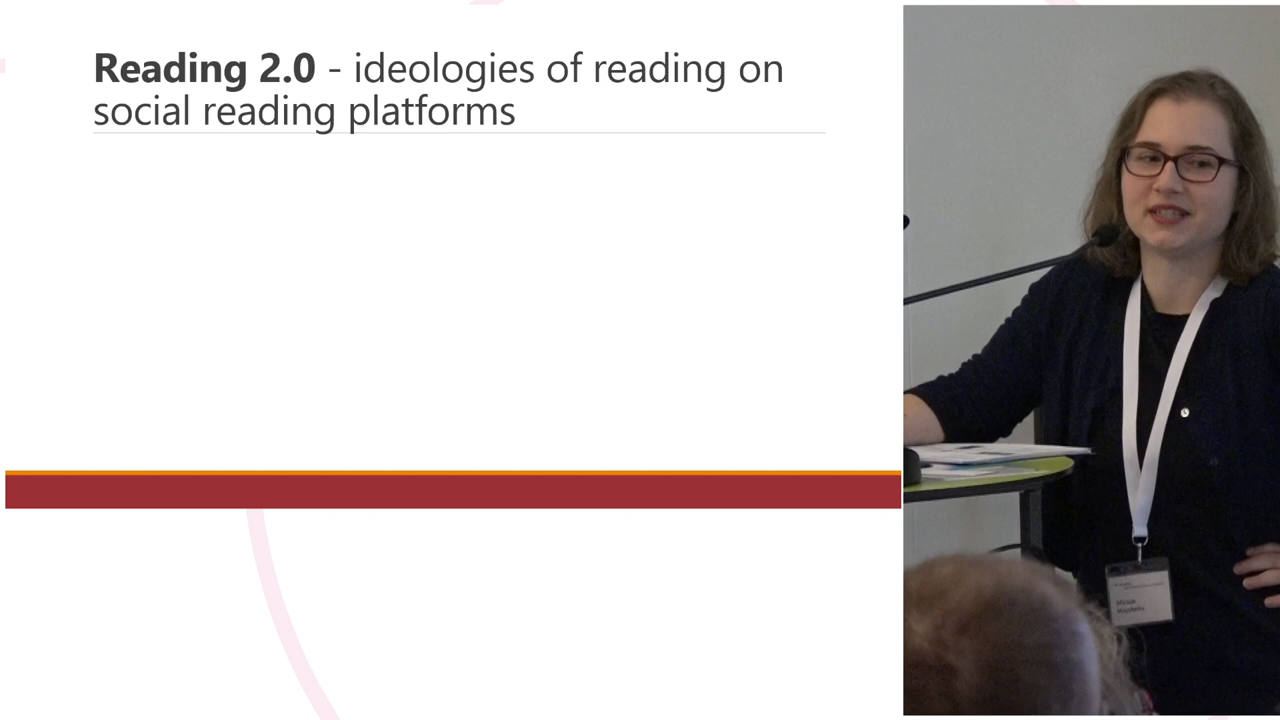 Reading 2.0 - ideologies of reading on
social reading platforms